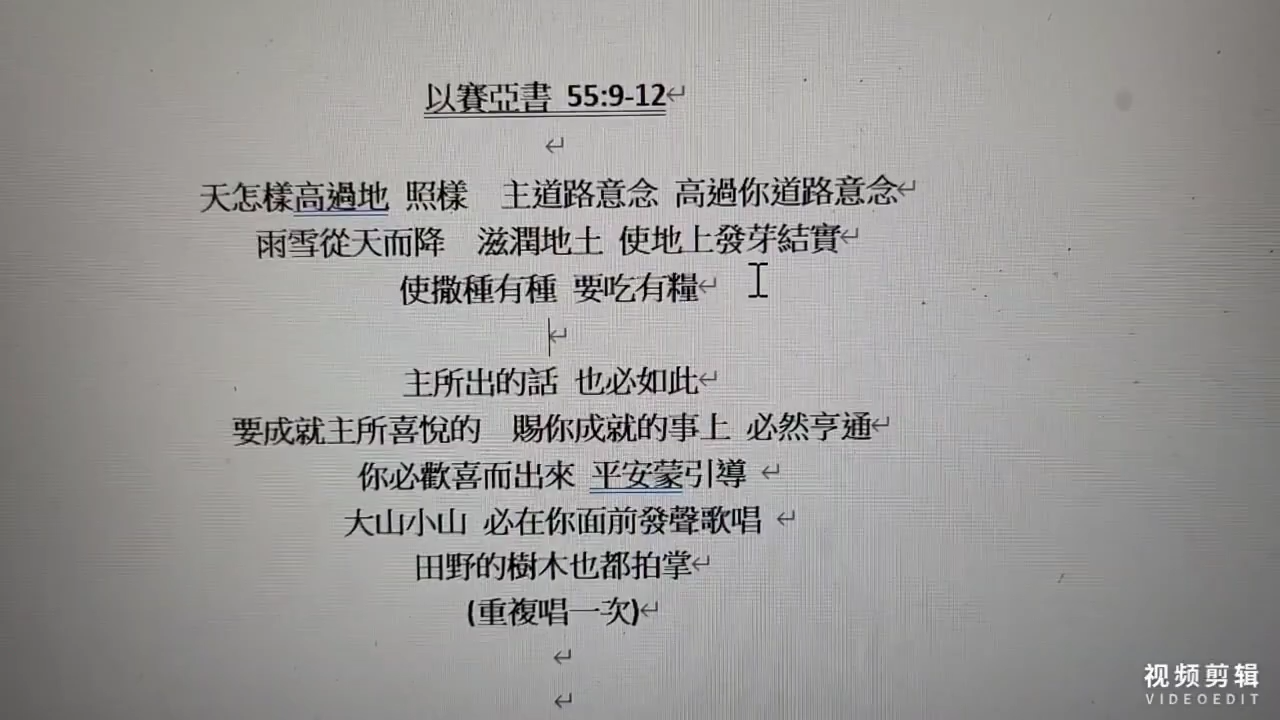 以賽亞書 55:9-12
天怎樣高過地 照樣 主道路意念 高過你道路意念
雨雪從天而降 滋潤地土 使地上發芽結實
使撒種有種 要吃有糧
主所出的話 也必如此
要成就主所喜悅的 賜你成就的事上 必然亨通
你必歡喜而出來 平安蒙引導
大山小山 必在你面前發聲歌唱
田野的樹木也都拍掌
(重複唱一次)
视频剪辑
VIDEOEDIT